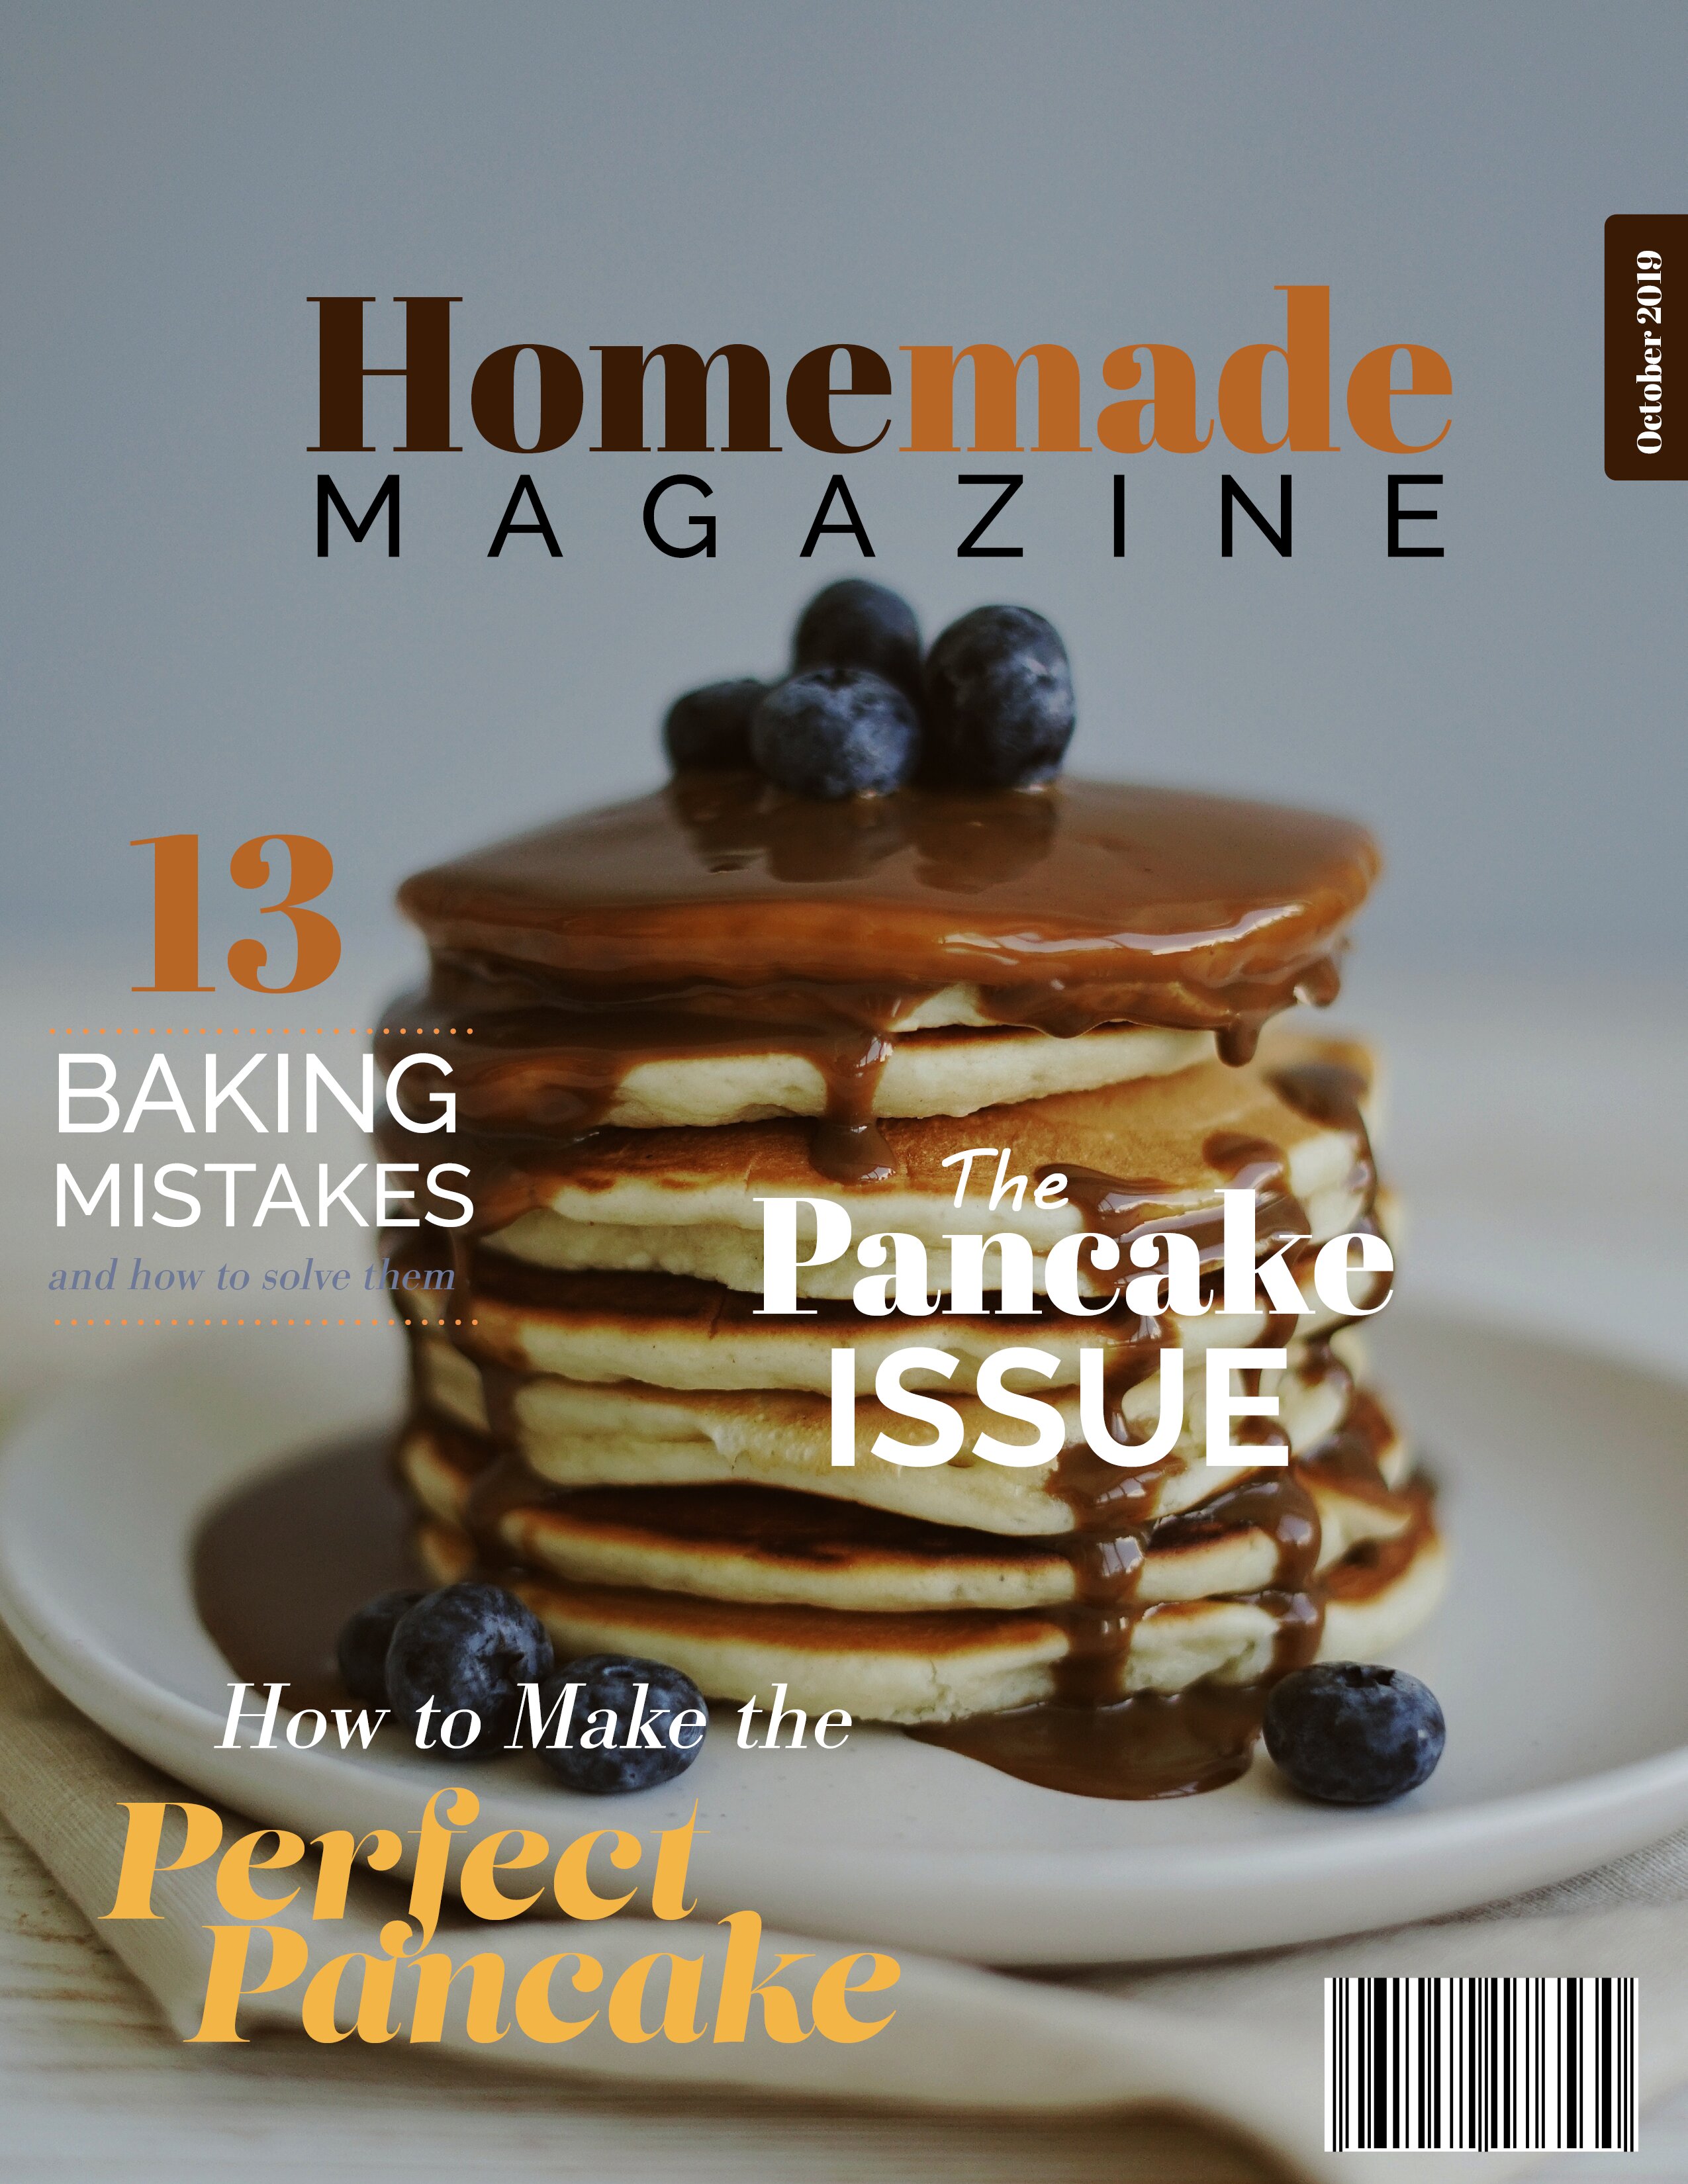 October 2019
Homemade
MAGAZINE
13
BAKING
MISTAKES
and how to solve them
The
Pancake
ISSUE
How to Make the
Perfect
Pancake